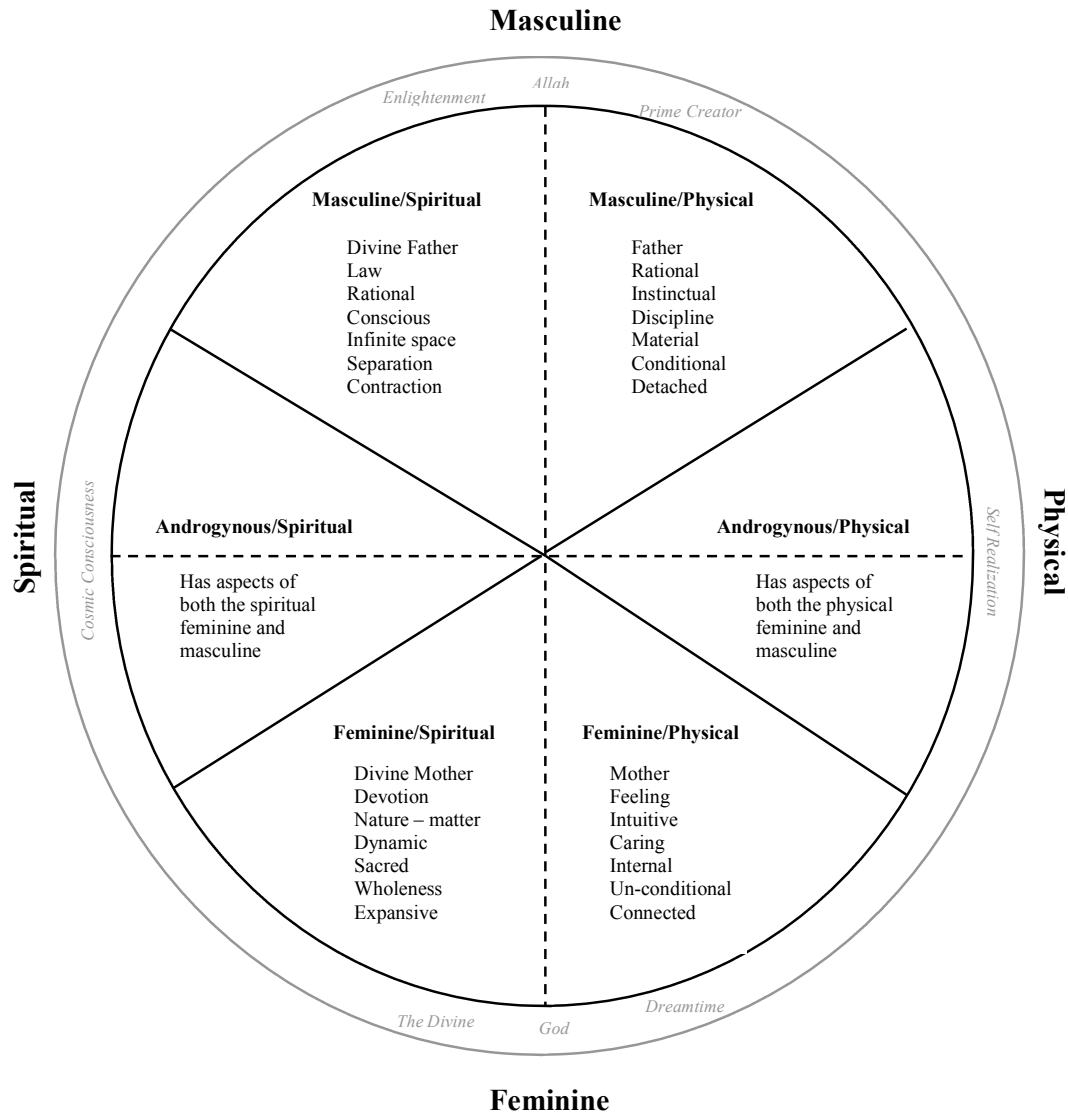 Masculine
Allah
Enlightenment
Prime Creator
Masculine/Spiritual
Divine Father
Law
Rational
Conscious
Infinite space
Separation
Contraction
Masculine/Physical
Father
Rational
Instinctual
Discipline
Material
Conditional
Detached
Spiritual
Cosmic Consciousness
Androgynous/Spiritual
Has aspects of
both the spiritual
feminine and
masculine
Androgynous/Physical
Has aspects of
both the physical
feminine and
masculine
Self Realization
Physical
Feminine/Spiritual
Divine Mother
Devotion
Nature – matter
Dynamic
Sacred
Wholeness
Expansive
Feminine/Physical
Mother
Feeling
Intuitive
Caring
Internal
Un-conditional
Connected
The Divine
God
Dreamtime
Feminine